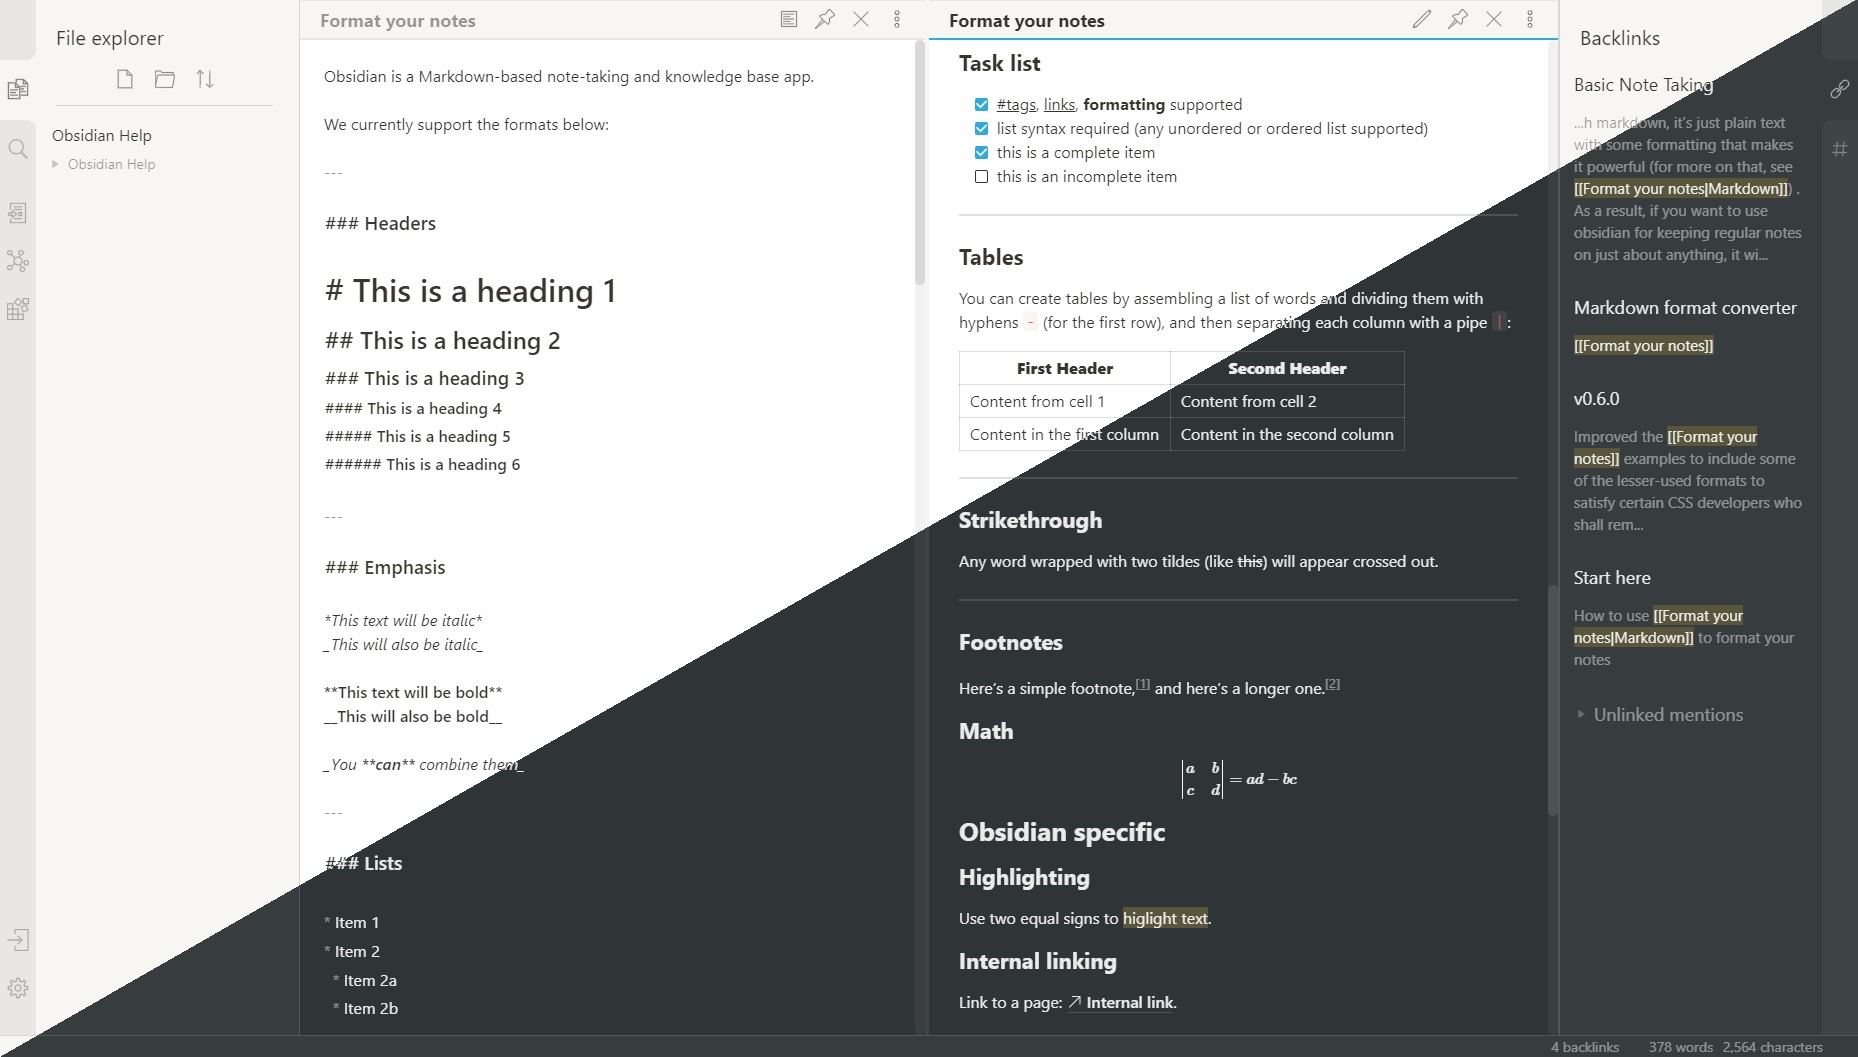 File explorer
Obsidian Help
Obsidian Help
Format your notes
Obsidian is a Markdown-based note-taking and knowledge base app.
We currently support the formats below:
---
### Headers
# This is a heading 1
## This is a heading 2
### This is a heading 3
#### This is a heading 4
##### This is a heading 5
###### This is a heading 6
---
### Emphasis
*This text will be italic*
_This will also be italic_
**This text will be bold**
__This will also be bold__
_You **can** combine them_
---
### Lists
* Item 1
* Item 2
* Item 2a
* Item 2b
Format your notes
Task list
#tags, links, formatting supported
list syntax required (any unordered or ordered list supported)
this is a complete item
this is an incomplete item
Tables
You can create tables by assembling a list of words and dividing them with
hyphens - (for the first row), and then separating each column with a pipe | :
First Header Second Header
Content from cell 1 Content from cell 2
Content in the first column Content in the second column
Strikethrough
Any word wrapped with two tildes (like this) will appear crossed out.
Footnotes
Here's a simple footnote,[1] and here's a longer one.[2]
Math
|a b|
|c d| = ad − bc
Obsidian specific
Highlighting
Use two equal signs to higlight text.
Internal linking
Link to a page: Internal link.
Backlinks
Basic Note Taking
...h markdown, it's just plain text
with some formatting that makes
it powerful (for more on that, see
[[Format your notes|Markdown]]) .
As a result, if you want to use
obsidian for keeping regular notes
on just about anything, it wi...
Markdown format converter
[[Format your notes]]
v0.6.0
Improved the [[Format your
notes]] examples to include some
of the lesser-used formats to
satisfy certain CSS developers who
shall rem...
Start here
How to use [[Format your
notes|Markdown]] to format your
notes
Unlinked mentions
4 backlinks 378 words 2,564 characters